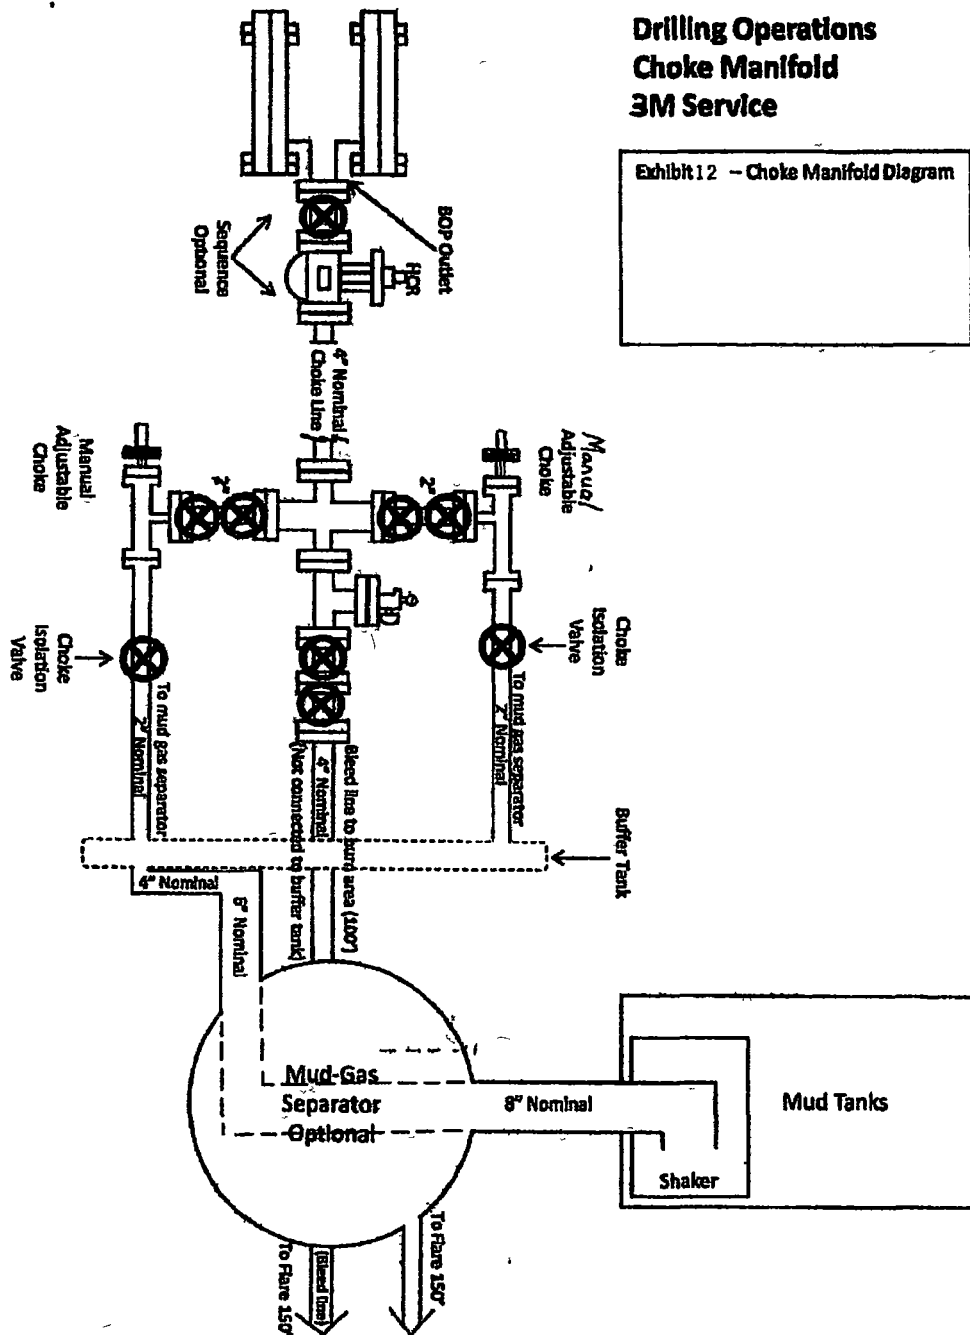 Drilling Operations
Choke Manifold
3M Service
Exhibit 12 – Choke Manifold Diagram
BOP Outlet
HCR
Sequence
Optional
4" Nominal
Choke Line
Manual
Adjustable
Choke
2"
2"
Manual
Adjustable
Choke
Choke
Isolation
Valve
Choke
Isolation
Valve
To mud gas separator
2" Nominal
To mud gas separator
2" Nominal
Bleed line to burn area (100')
4" Nominal
(Not connected to buffer tank)
Buffer Tank
4" Nominal
8" Nominal
Mud-Gas
Separator
Optional
8" Nominal
Mud Tanks
Shaker
To Flare 150'
(Bleed line)
To Flare 150'